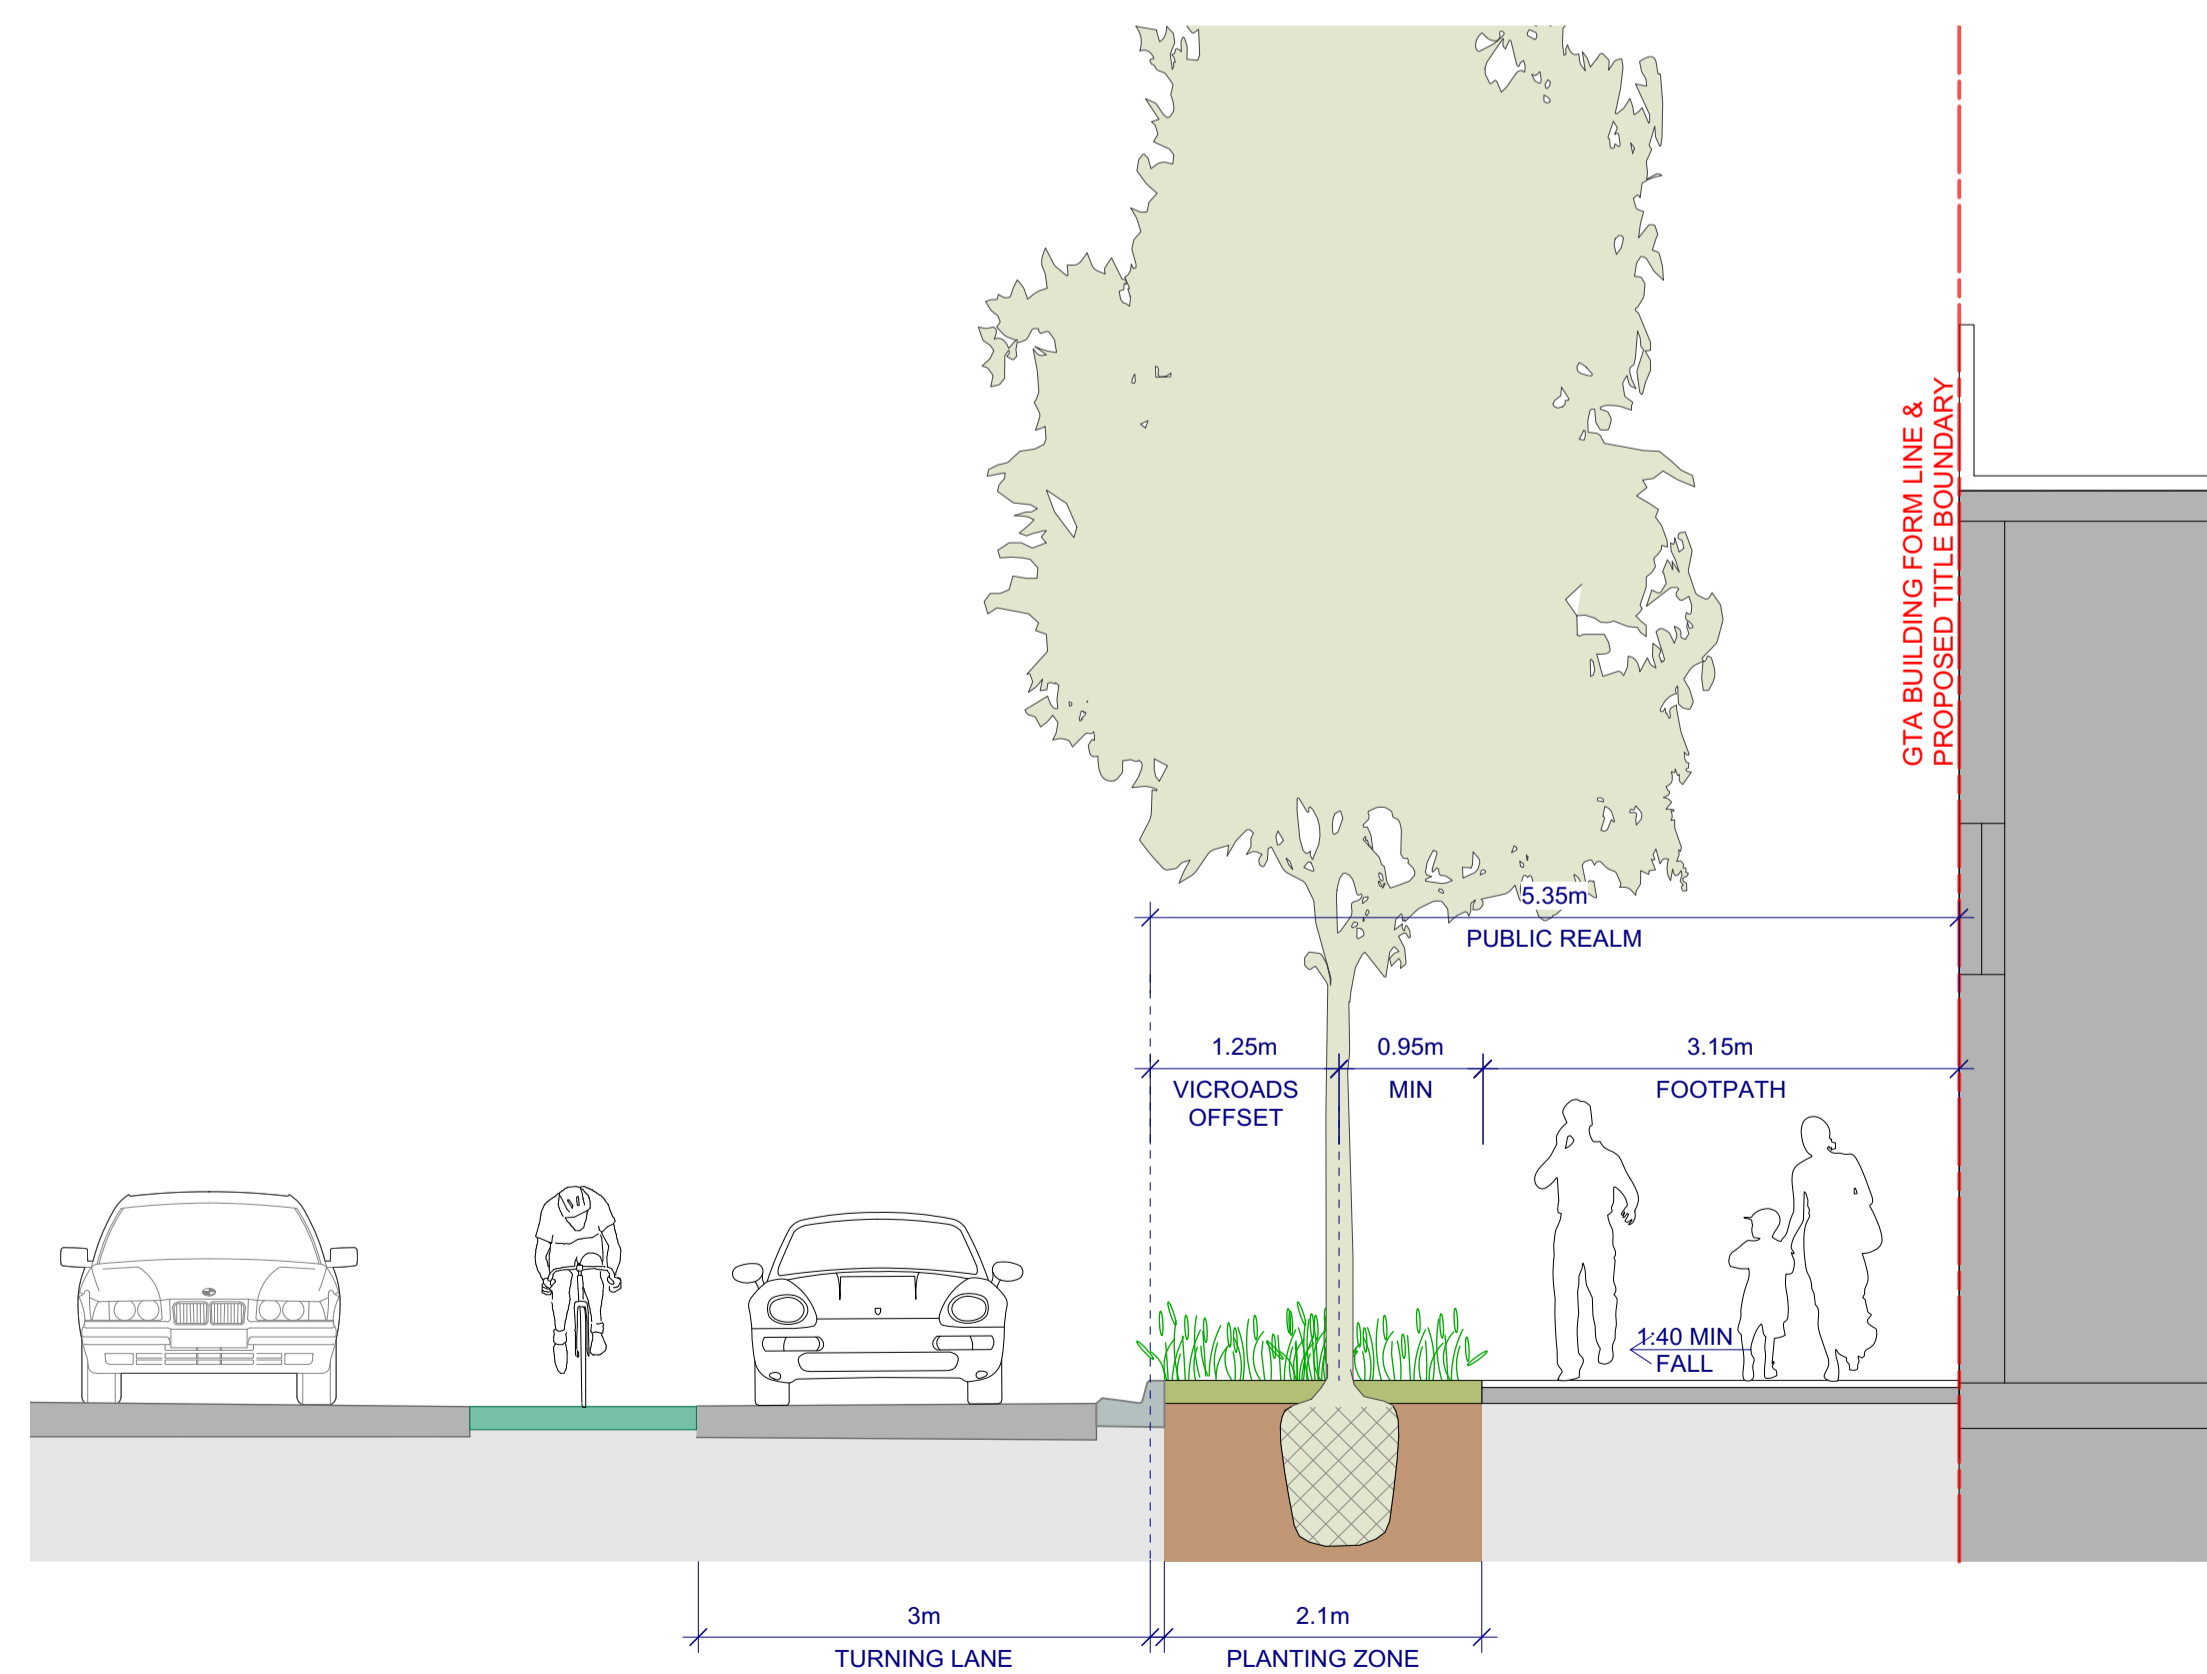 GTA BUILDING FORM LINE &
PROPOSED TITLE BOUNDARY
5.35m
PUBLIC REALM
1.25m
VICROADS
OFFSET
0.95m
MIN
3.15m
FOOTPATH
1:40 MIN
FALL
3m
TURNING LANE
2.1m
PLANTING ZONE